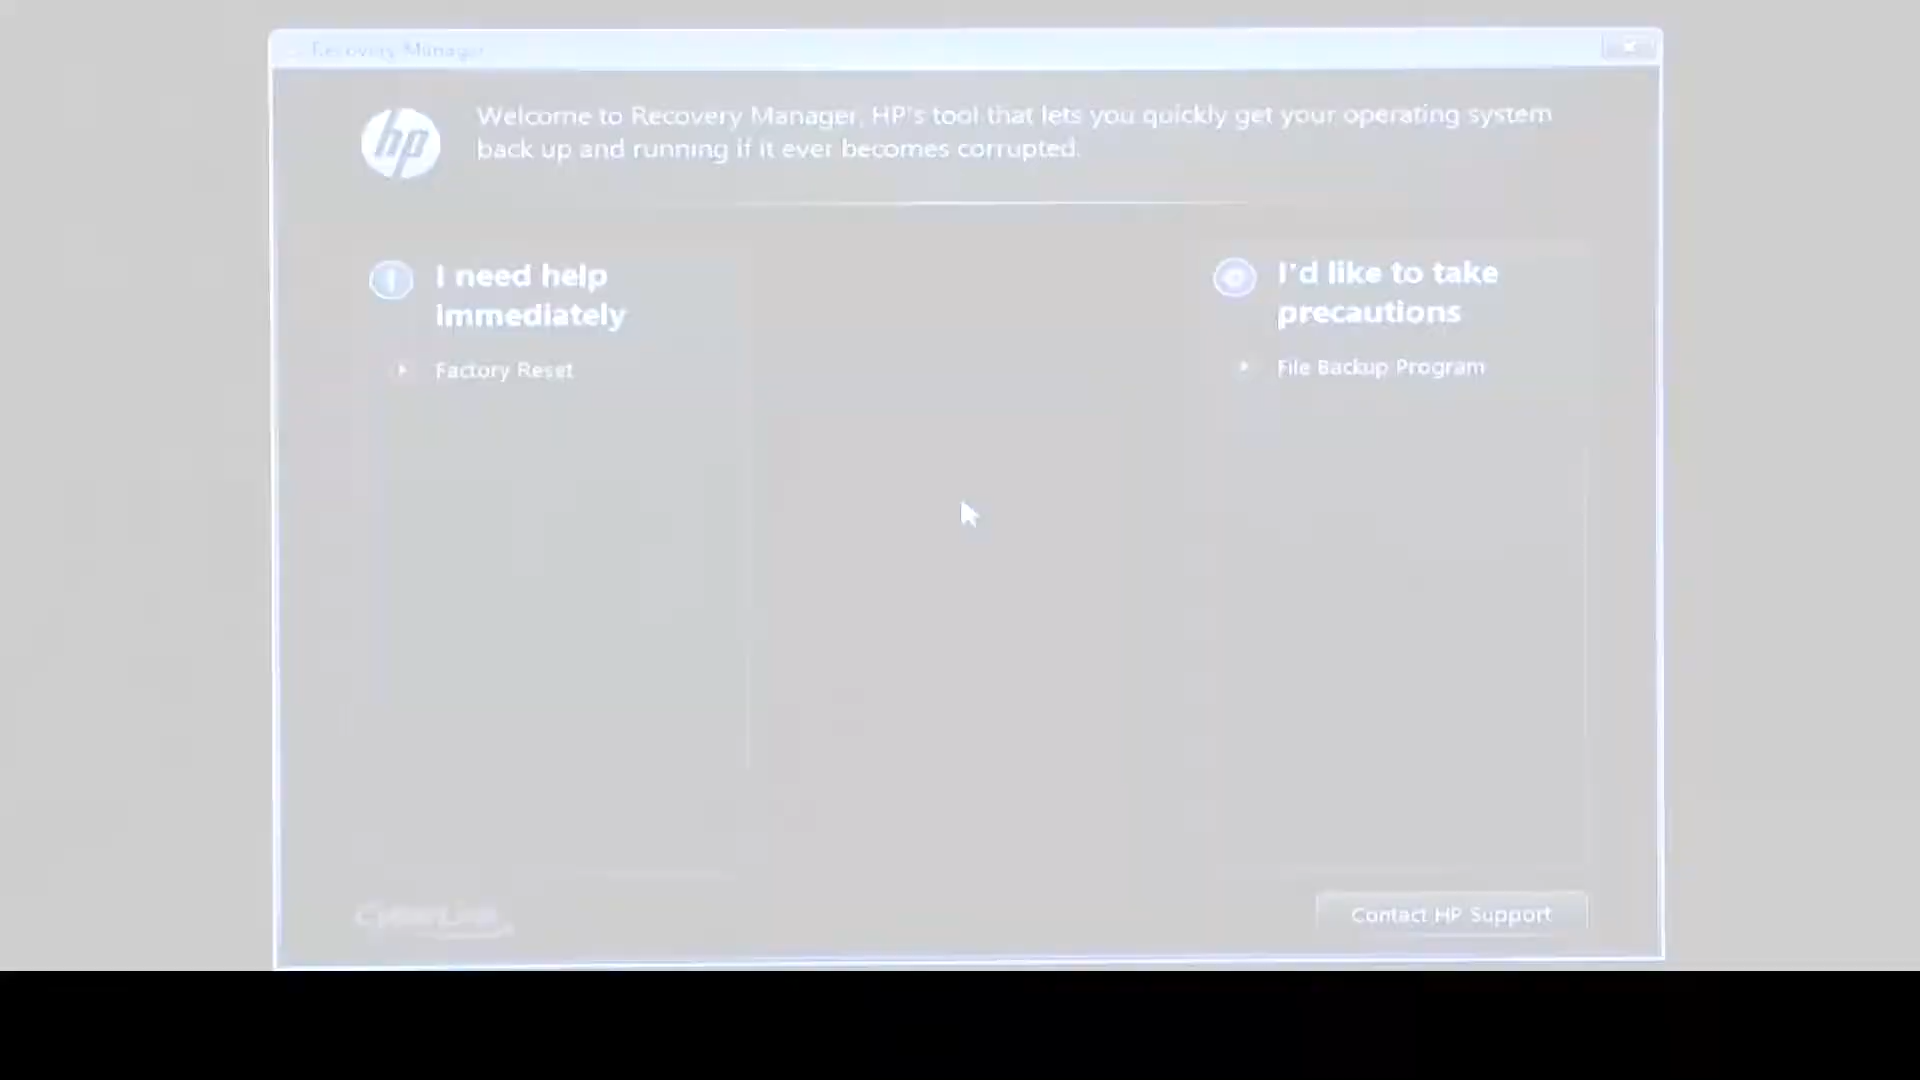 Recovery Manager
hp
Welcome to Recovery Manager, HP's tool that lets you quickly get your operating system
back up and running if it ever becomes corrupted.
I need help
immediately
Factory Reset
I'd like to take
precautions
File Backup Program
CyberLink
Contact HP Support